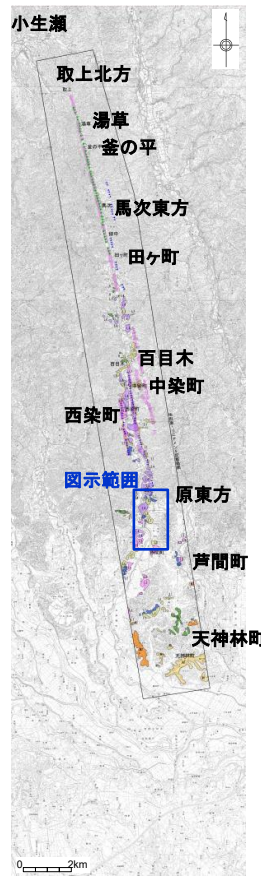 小生瀬
取上北方
湯草
釜の平
馬次東方
田ヶ町
百目木
中染町
西染町
図示範囲
原東方
芦間町
天神林町
0 2km